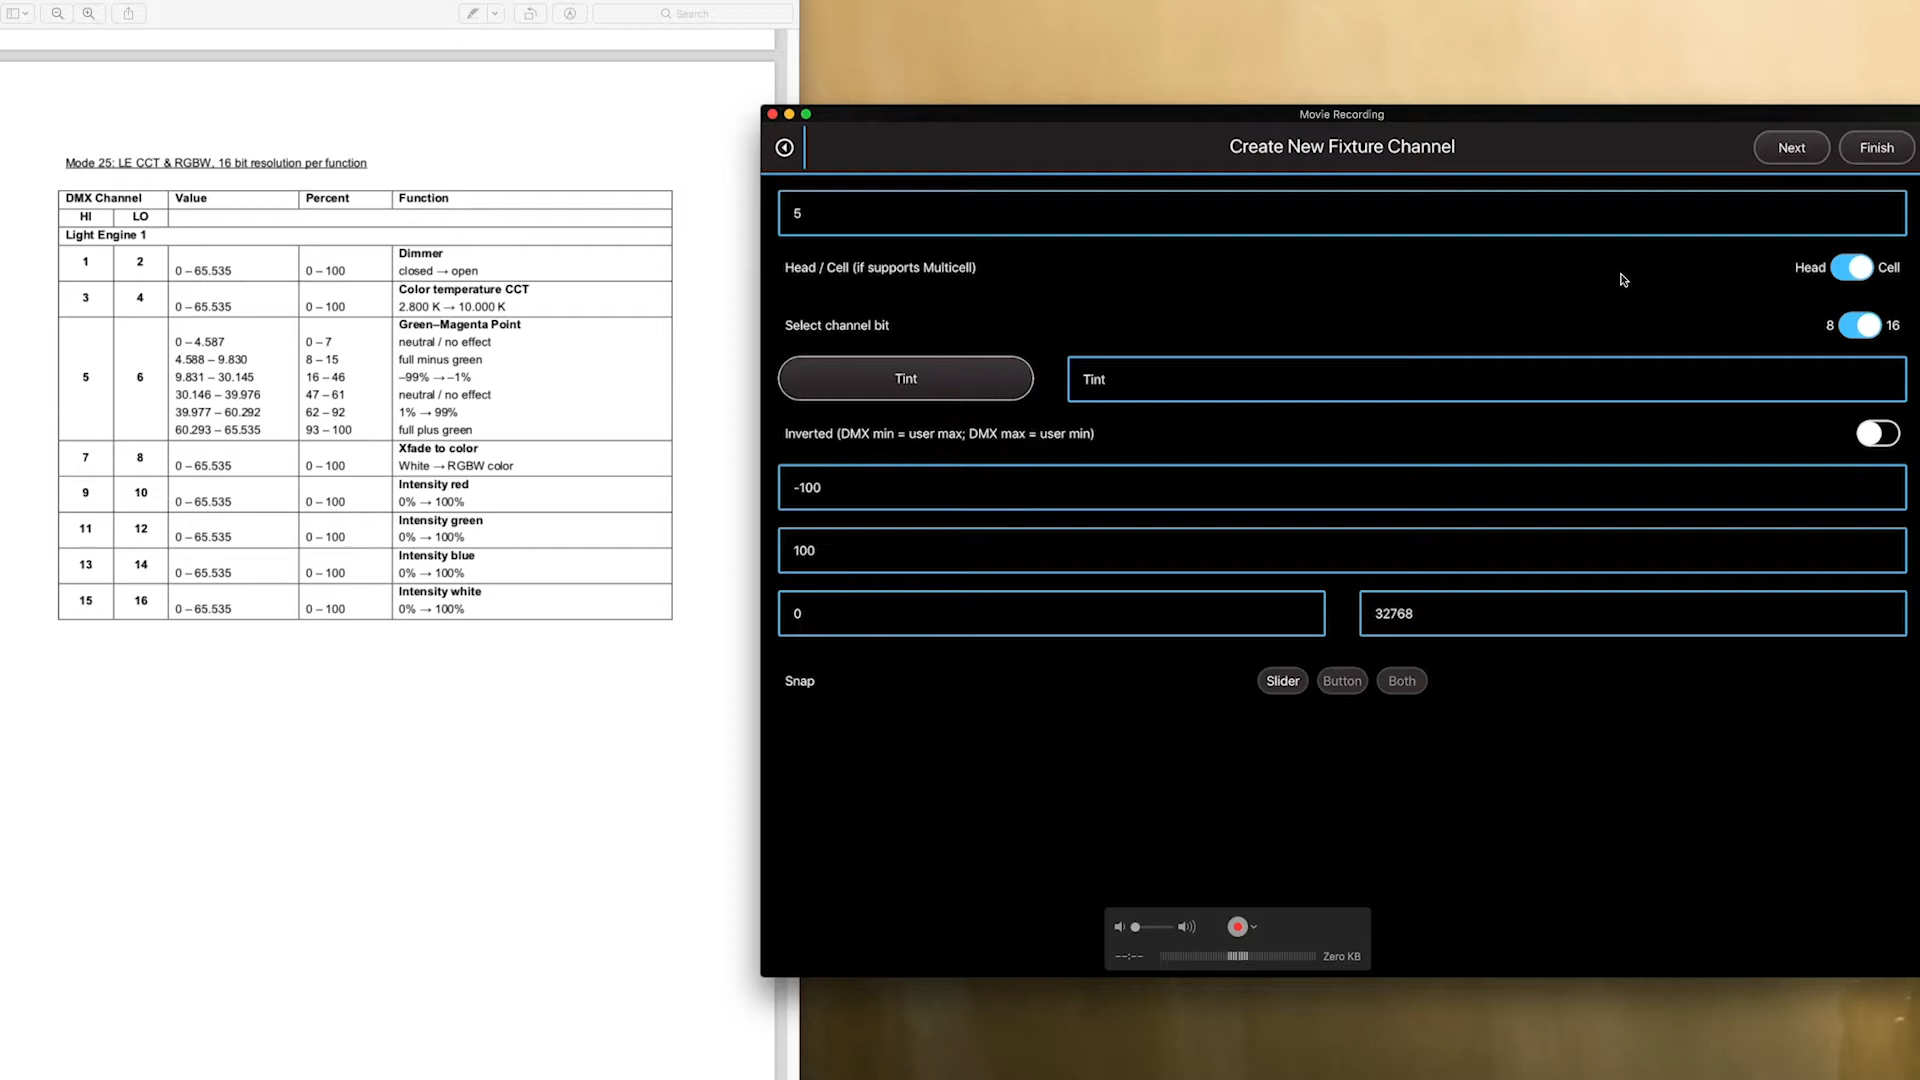 Search
Mode 25: LE CCT & RGBW, 16 bit resolution per function
DMX Channel Value Percent Function
HI LO
Light Engine 1
1 2 0 – 65.535 0 – 100 Dimmer
closed → open
3 4 0 – 65.535 0 – 100 Color temperature CCT
2.800 K → 10.000 K
5 6 Green–Magenta Point
0 – 4.587 0 – 7 neutral / no effect
4.588 – 9.830 8 – 15 full minus green
9.831 – 30.145 16 – 46 –99% → –1%
30.146 – 39.976 47 – 61 neutral / no effect
39.977 – 60.292 62 – 92 1% → 99%
60.293 – 65.535 93 – 100 full plus green
7 8 0 – 65.535 0 – 100 Xfade to color
White → RGBW color
9 10 0 – 65.535 0 – 100 Intensity red
0% → 100%
11 12 0 – 65.535 0 – 100 Intensity green
0% → 100%
13 14 0 – 65.535 0 – 100 Intensity blue
0% → 100%
15 16 0 – 65.535 0 – 100 Intensity white
0% → 100%
Movie Recording
Create New Fixture Channel Next Finish
5
Head / Cell (if supports Multicell) Head Cell
Select channel bit 8 16
Tint Tint
Inverted (DMX min = user max; DMX max = user min)
-100
100
0 32768
Snap Slider Button Both
--:-- Zero KB